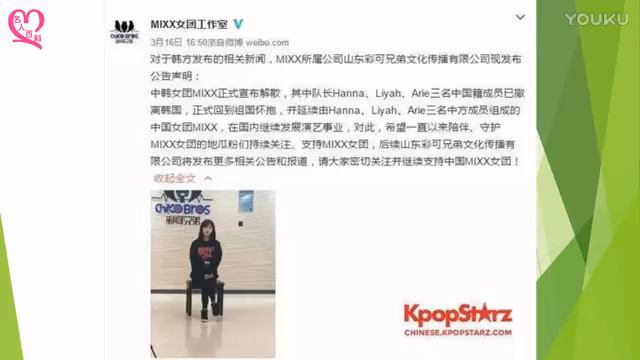 名人百科
YOUKU
MIXX女团工作室
3月16日 16:50来自微博 weibo.com
对于韩方发布的相关新闻，MIXX所属公司山东彩可兄弟文化传播有限公司现发布
公告声明：
中韩女团MIXX正式宣布解散，其中队长Hanna、Liyah、Arie三名中国籍成员已撤
离韩国，正式回到祖国怀抱，并延续由Hanna、Liyah、Arie三名中方成员组成的
中国女团MIXX，在国内继续发展演艺事业，对此，希望一直以来陪伴、守护
MIXX女团的地瓜粉们持续关注、支持MIXX女团，后续山东彩可兄弟文化传播有
限公司将发布更多相关公告和报道，请大家密切关注并继续支持中国MIXX女团！
收起全文
ChiKO BROS
KPOPSTARZ
CHINESE.KPOPSTARZ.COM